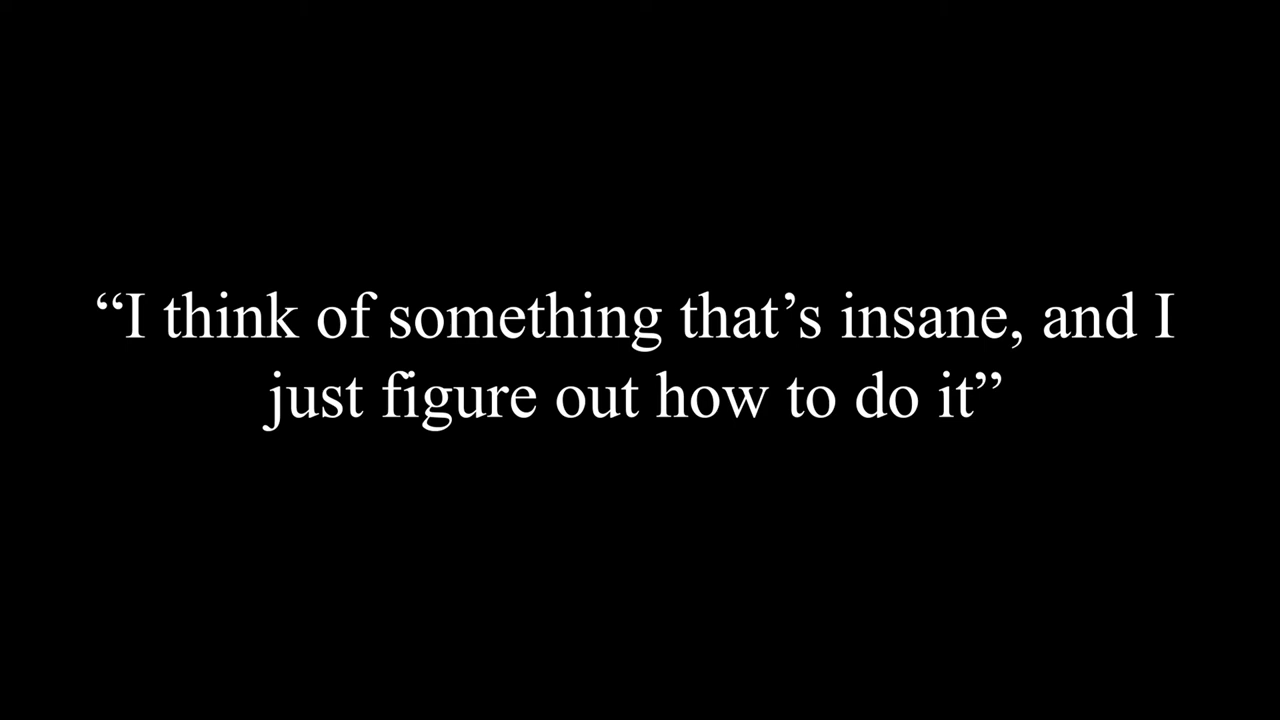 “I think of something that’s insane, and I
just figure out how to do it”